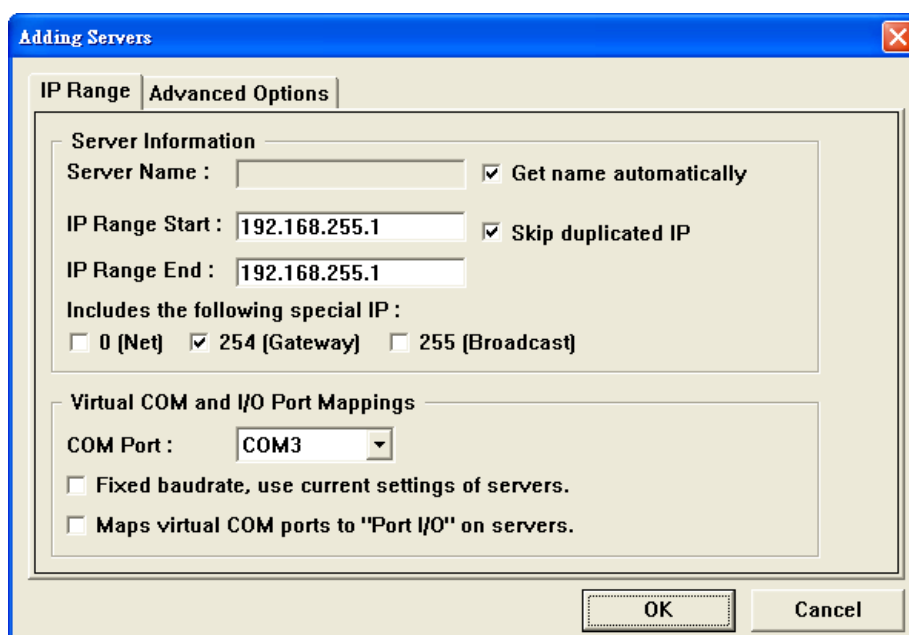 Adding Servers
IP Range Advanced Options
Server Information
Server Name : Get name automatically
IP Range Start : 192.168.255.1 Skip duplicated IP
IP Range End : 192.168.255.1
Includes the following special IP :
0 (Net) 254 (Gateway) 255 (Broadcast)
Virtual COM and I/O Port Mappings
COM Port : COM3
Fixed baudrate, use current settings of servers.
Maps virtual COM ports to "Port I/O" on servers.
OK Cancel